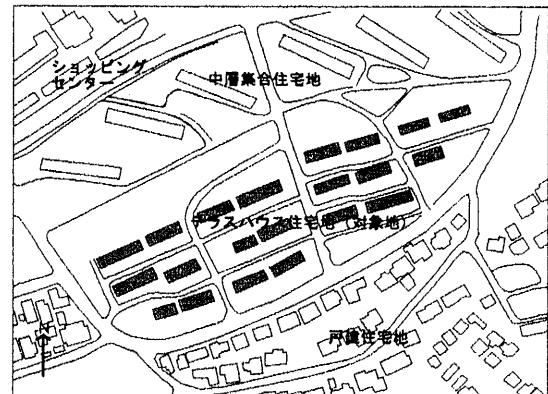 ショッピング
センター
中層集合住宅地
テラスハウス住宅地(対象地)
戸建住宅地